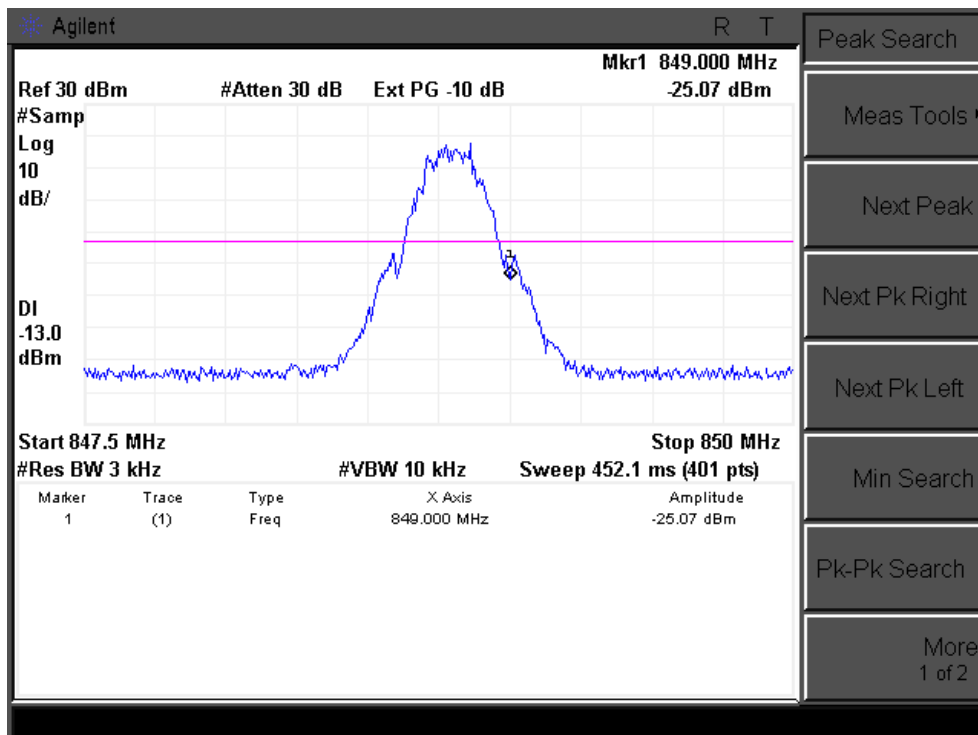 Agilent R T
Mkr1 849.000 MHz
Ref 30 dBm #Atten 30 dB Ext PG -10 dB -25.07 dBm
#Samp
Log
10
dB/
1
DI
-13.0
dBm
Start 847.5 MHz Stop 850 MHz
#Res BW 3 kHz #VBW 10 kHz Sweep 452.1 ms (401 pts)
Marker Trace Type X Axis Amplitude
1 (1) Freq 849.000 MHz -25.07 dBm
Peak Search
Meas Tools
Next Peak
Next Pk Right
Next Pk Left
Min Search
Pk-Pk Search
More
1 of 2